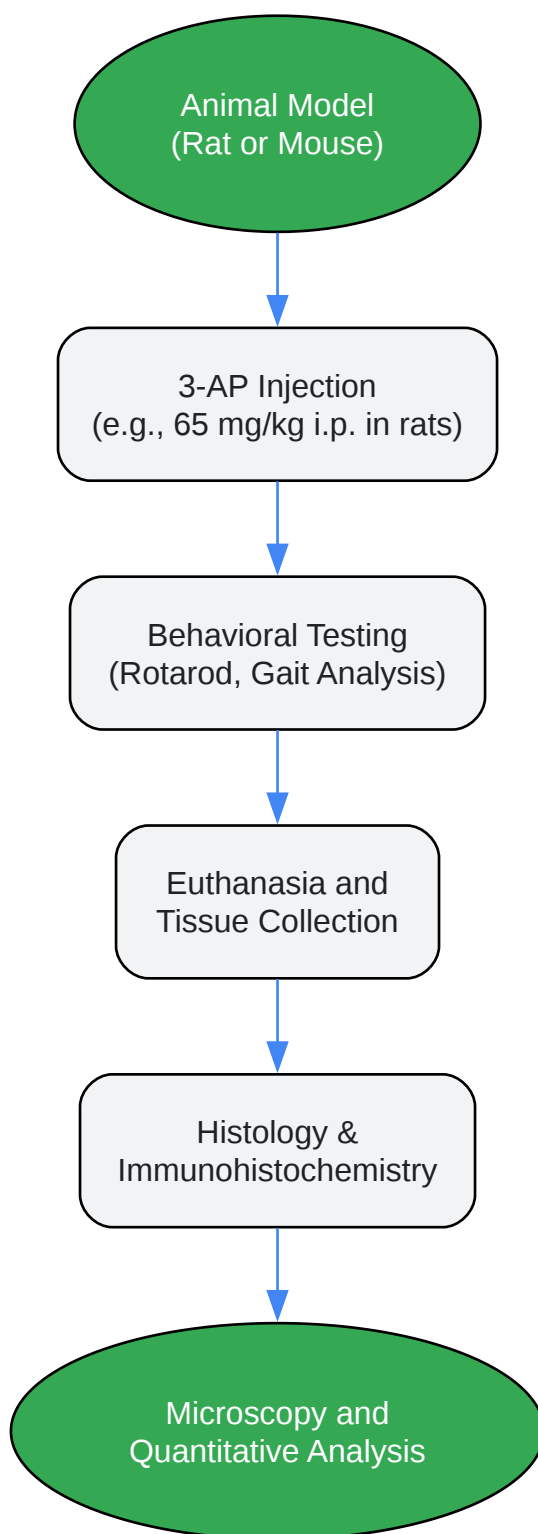 Animal Model
(Rat or Mouse)
3-AP Injection
(e.g., 65 mg/kg i.p. in rats)
Behavioral Testing
(Rotarod, Gait Analysis)
Euthanasia and
Tissue Collection
Histology &
Immunohistochemistry
Microscopy and
Quantitative Analysis